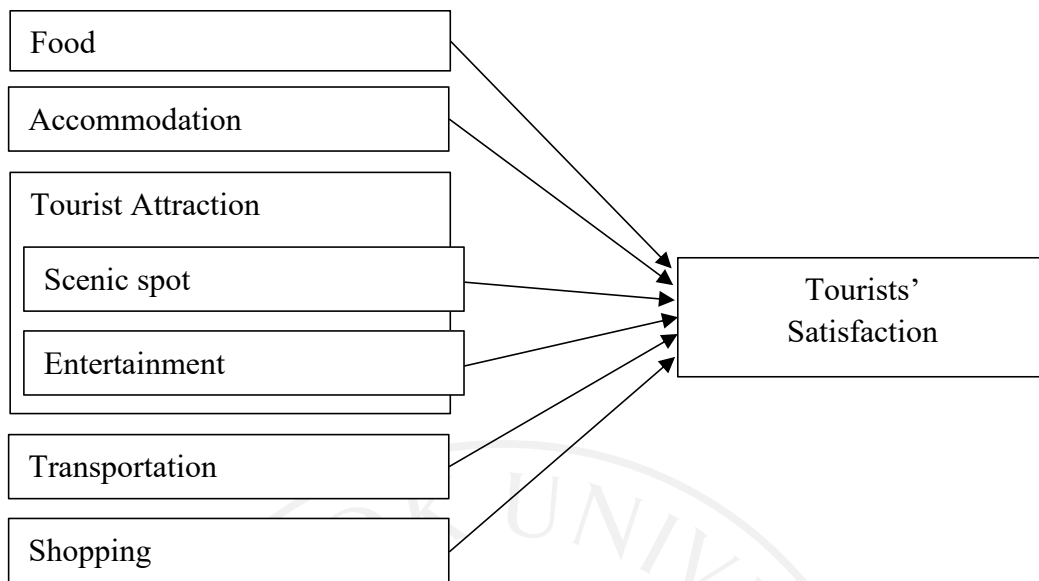 Food
Accommodation
Tourist Attraction
Scenic spot
Entertainment
Tourists’
Satisfaction
Transportation
Shopping